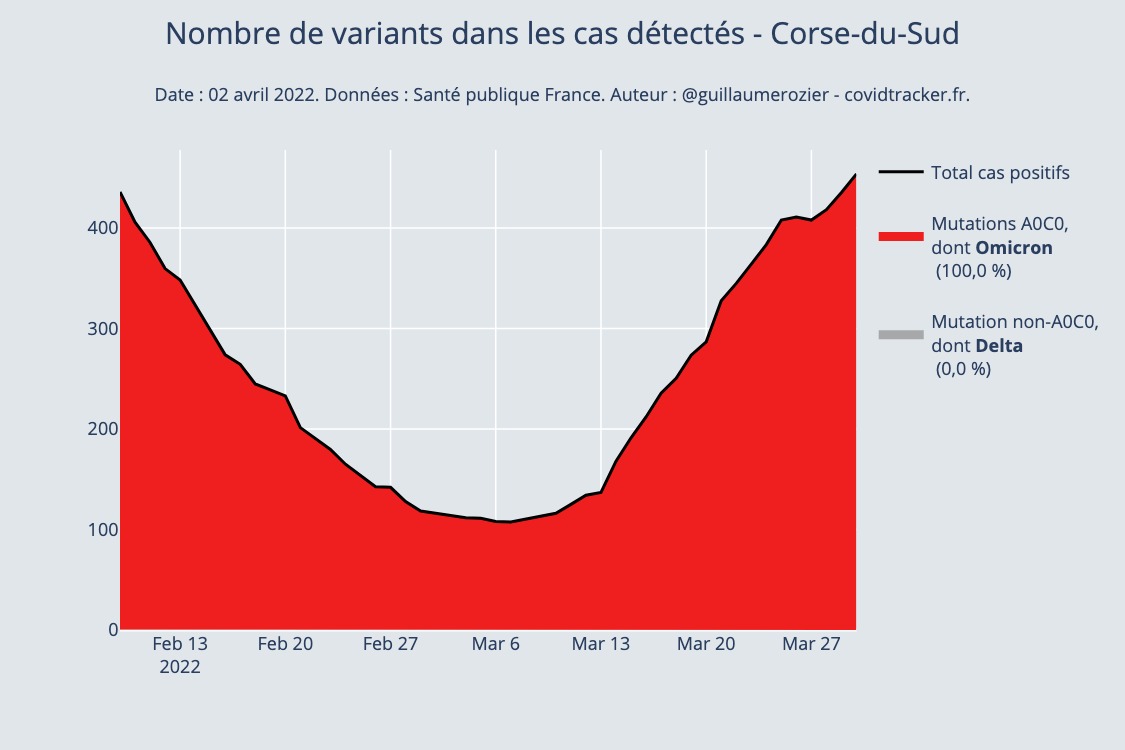 Nombre de variants dans les cas détectés - Corse-du-Sud
Date : 02 avril 2022. Données : Santé publique France. Auteur : @guillaumerozier - covidtracker.fr.
Total cas positifs
Mutations A0C0,
dont Omicron
(100,0 %)
Mutation non-A0C0,
dont Delta
(0,0 %)
400
300
200
100
0
Feb 13
2022
Feb 20
Feb 27
Mar 6
Mar 13
Mar 20
Mar 27